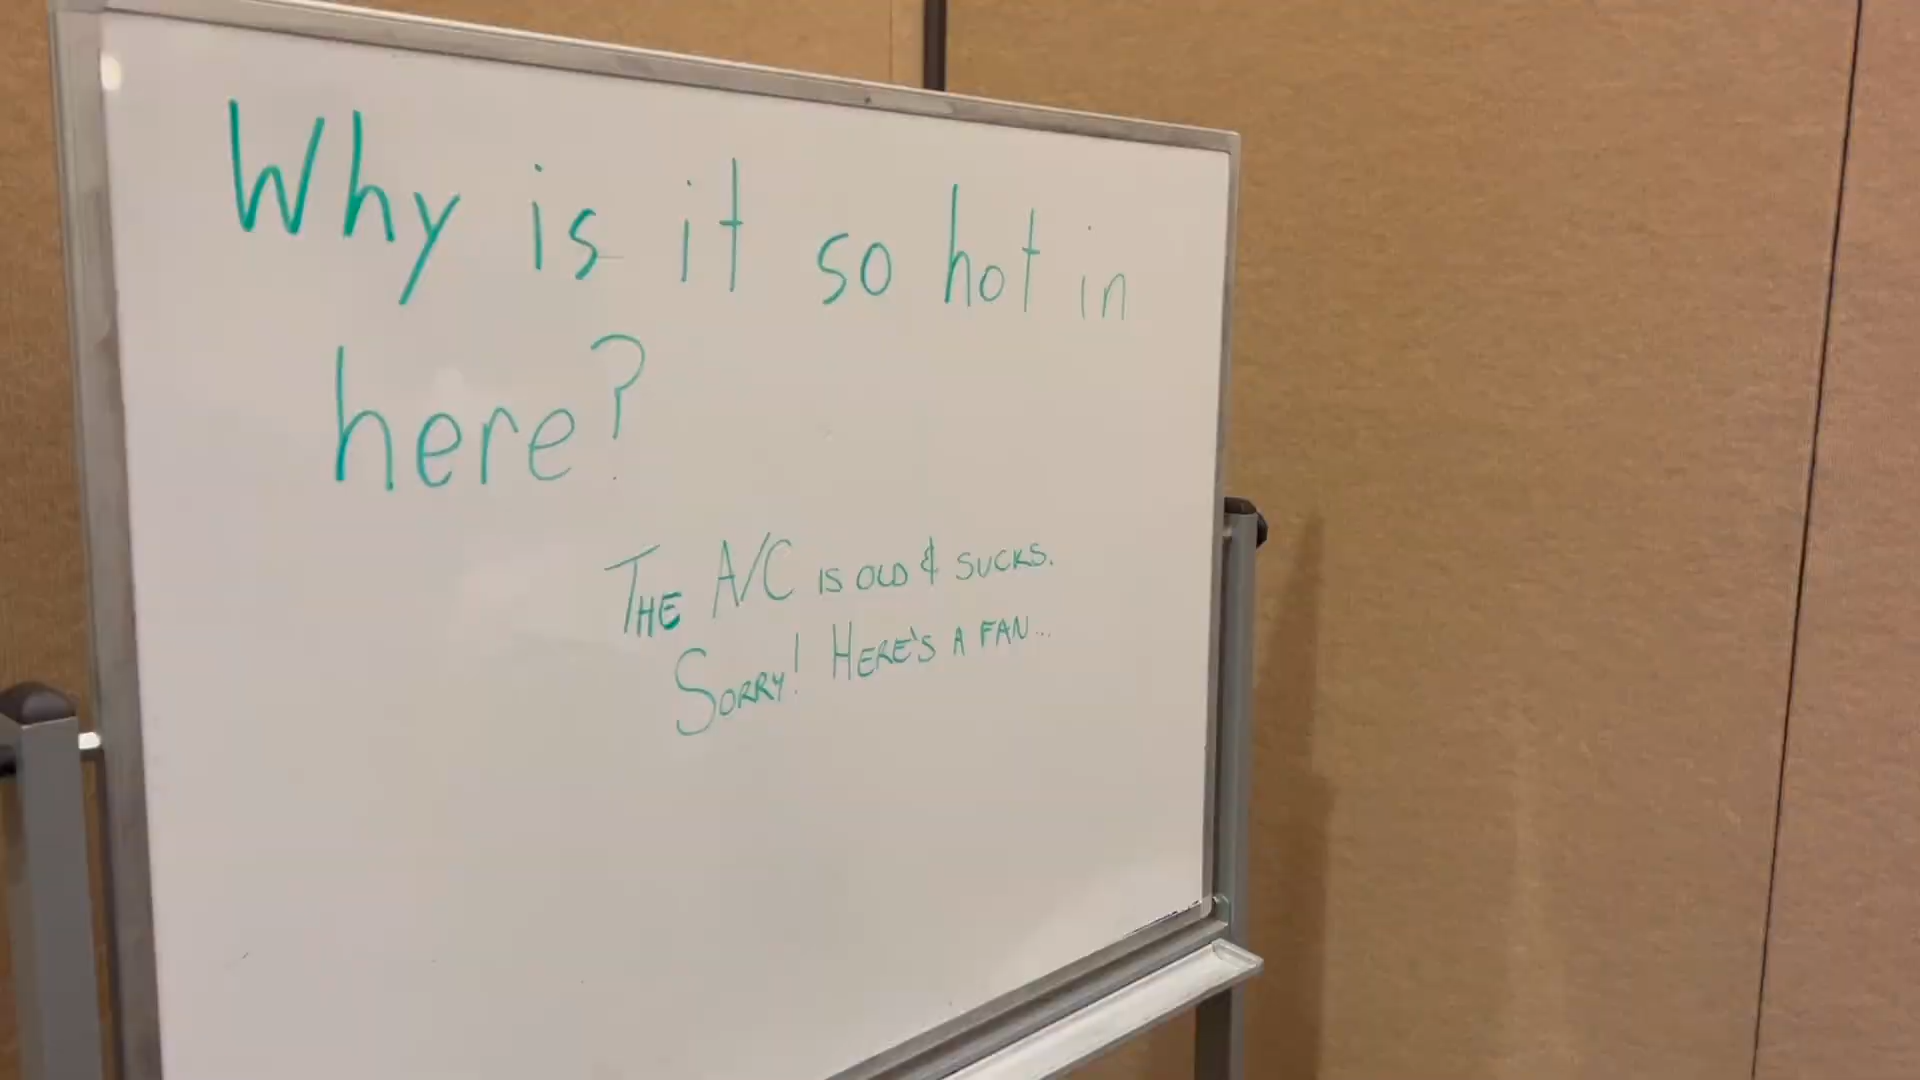 Why is it so hot in
here?
THE A/C IS OLD & SUCKS.
SORRY! HERE'S A FAN...